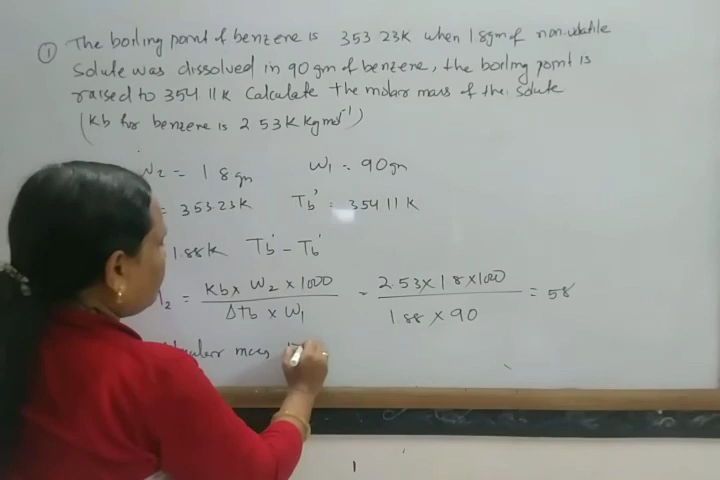 ① The boiling point of benzene is 353 23K when 1 8gm of non-volatile
Solute was dissolved in 90 gm of benzene, the boiling point is
raised to 354 11K Calculate the molar mass of the solute
(Kb for benzene is 2 53K Kg mol⁻¹)
W₂ = 1 8 gm W₁ = 90gm
= 353 23K Tb' = 354 11K
1.88K Tb' - Tb°
= Kb x W₂ x 1000 / Δtb x W₁ = 2 53 x 1 8 x 1000 / 1 88 x 90 = 58
mass